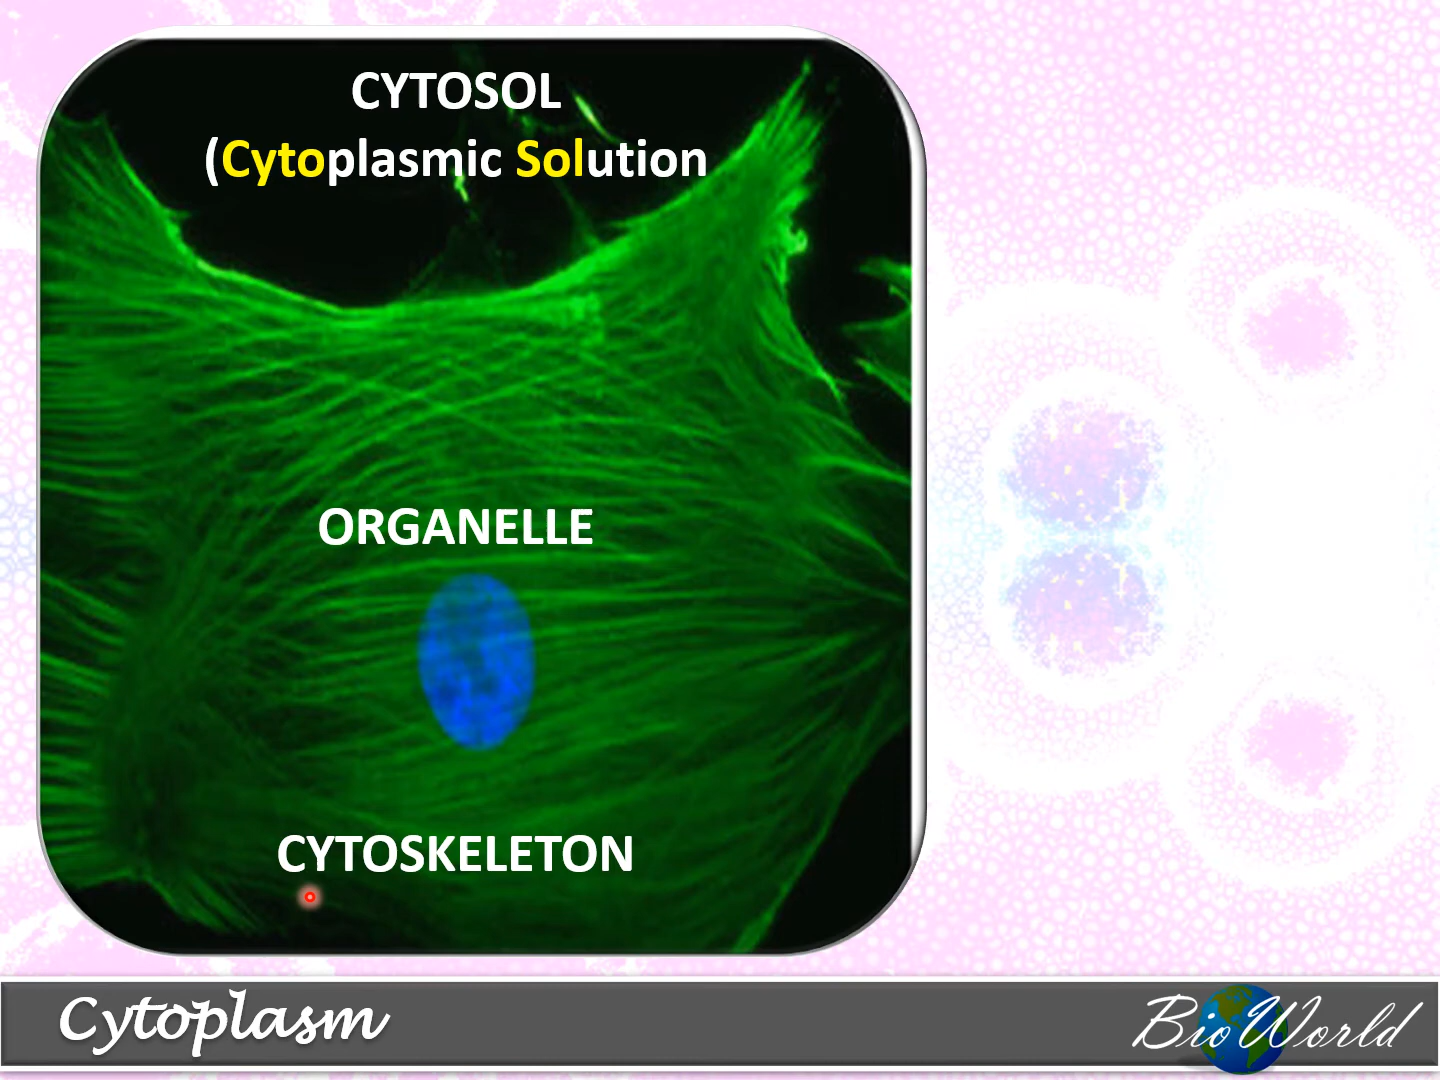 CYTOSOL
(Cytoplasmic Solution
ORGANELLE
CYTOSKELETON
Cytoplasm
BioWorld